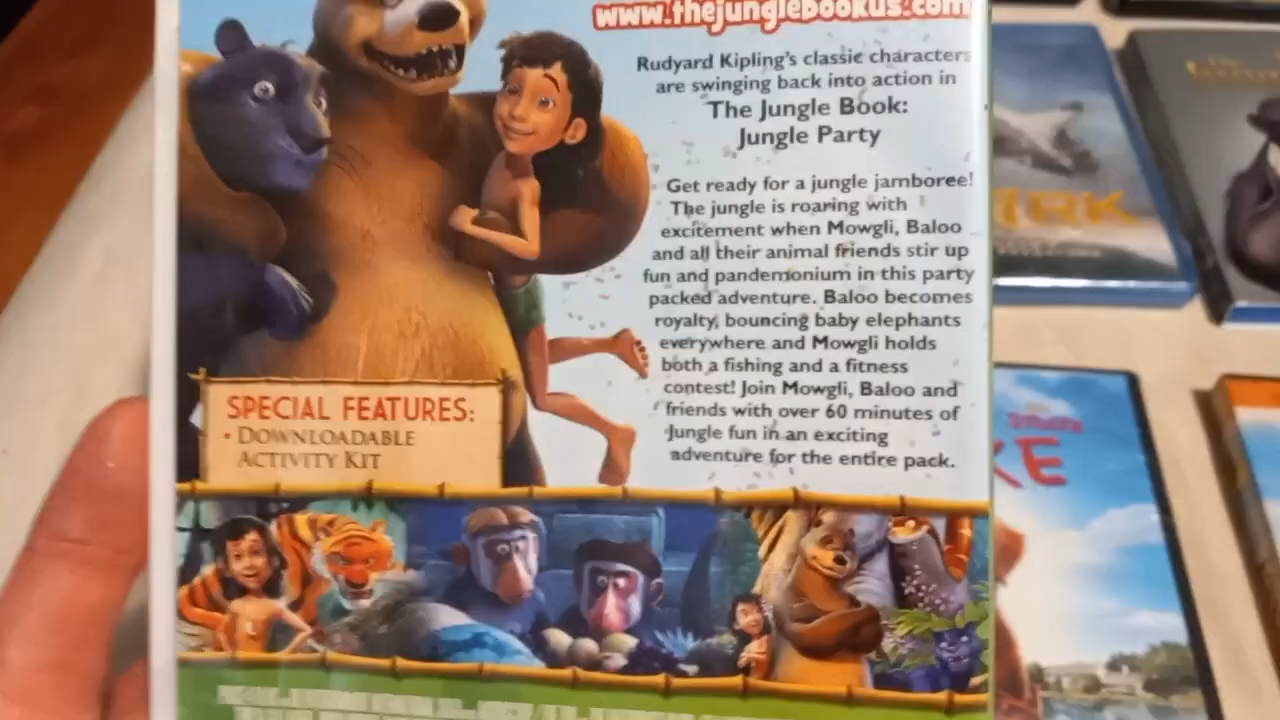 www.thejunglebookus.com
Rudyard Kipling's classic characters
are swinging back into action in
The Jungle Book:
Jungle Party
Get ready for a jungle jamboree!
The jungle is roaring with
excitement when Mowgli, Baloo
and all their animal friends stir up
fun and pandemonium in this party
packed adventure. Baloo becomes
royalty, bouncing baby elephants
everywhere and Mowgli holds
both a fishing and a fitness
contest! Join Mowgli, Baloo and
friends with over 60 minutes of
Jungle fun in an exciting
adventure for the entire pack.
SPECIAL FEATURES:
• DOWNLOADABLE
ACTIVITY KIT